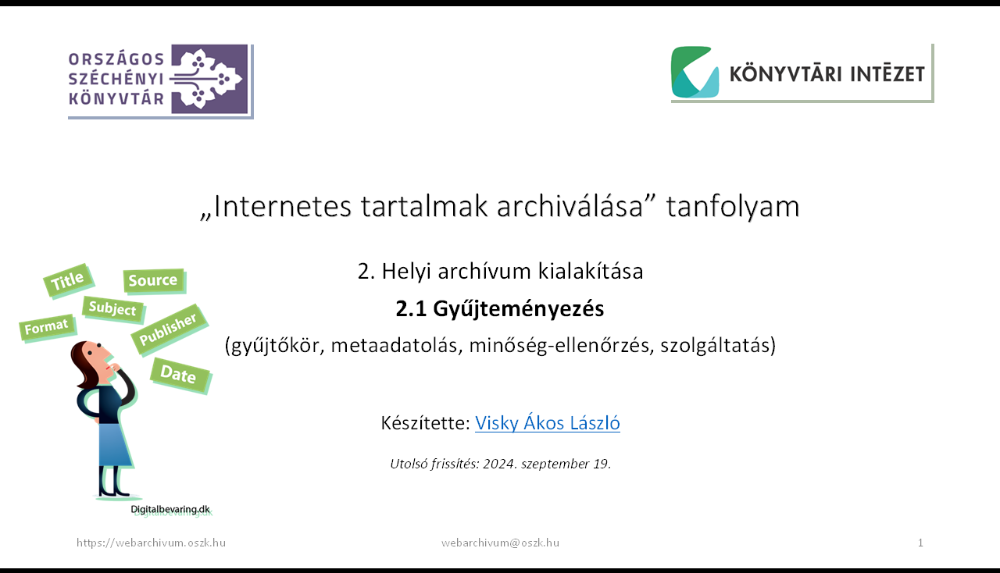 ORSZÁGOS
SZÉCHÉNYI
KÖNYVTÁR
KÖNYVTĀRI INTĒZET
„Internetes tartalmak archiválása” tanfolyam
2. Helyi archívum kialakítása
2.1 Gyűjteményezés
(gyűjtőkör, metaadatolás, minőség-ellenőrzés, szolgáltatás)
Title
Source
Subject
Format
Publisher
Date
Készítette: Visky Ákos László
Utolsó frissítés: 2024. szeptember 19.
Digitalbevaring.dk
https://webarchivum.oszk.hu
webarchivum@oszk.hu
1